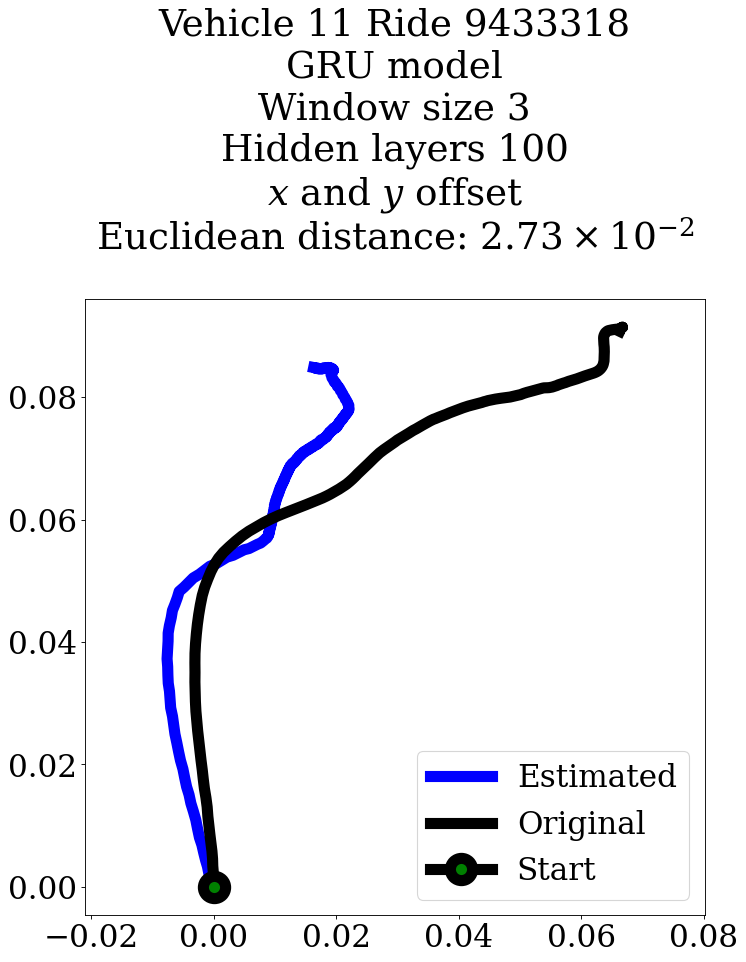 Vehicle 11 Ride 9433318
GRU model
Window size 3
Hidden layers 100
x and y offset
Euclidean distance: 2.73 × 10⁻²
0.08
0.06
0.04
0.02
0.00
Estimated
Original
Start
−0.02 0.00 0.02 0.04 0.06 0.08